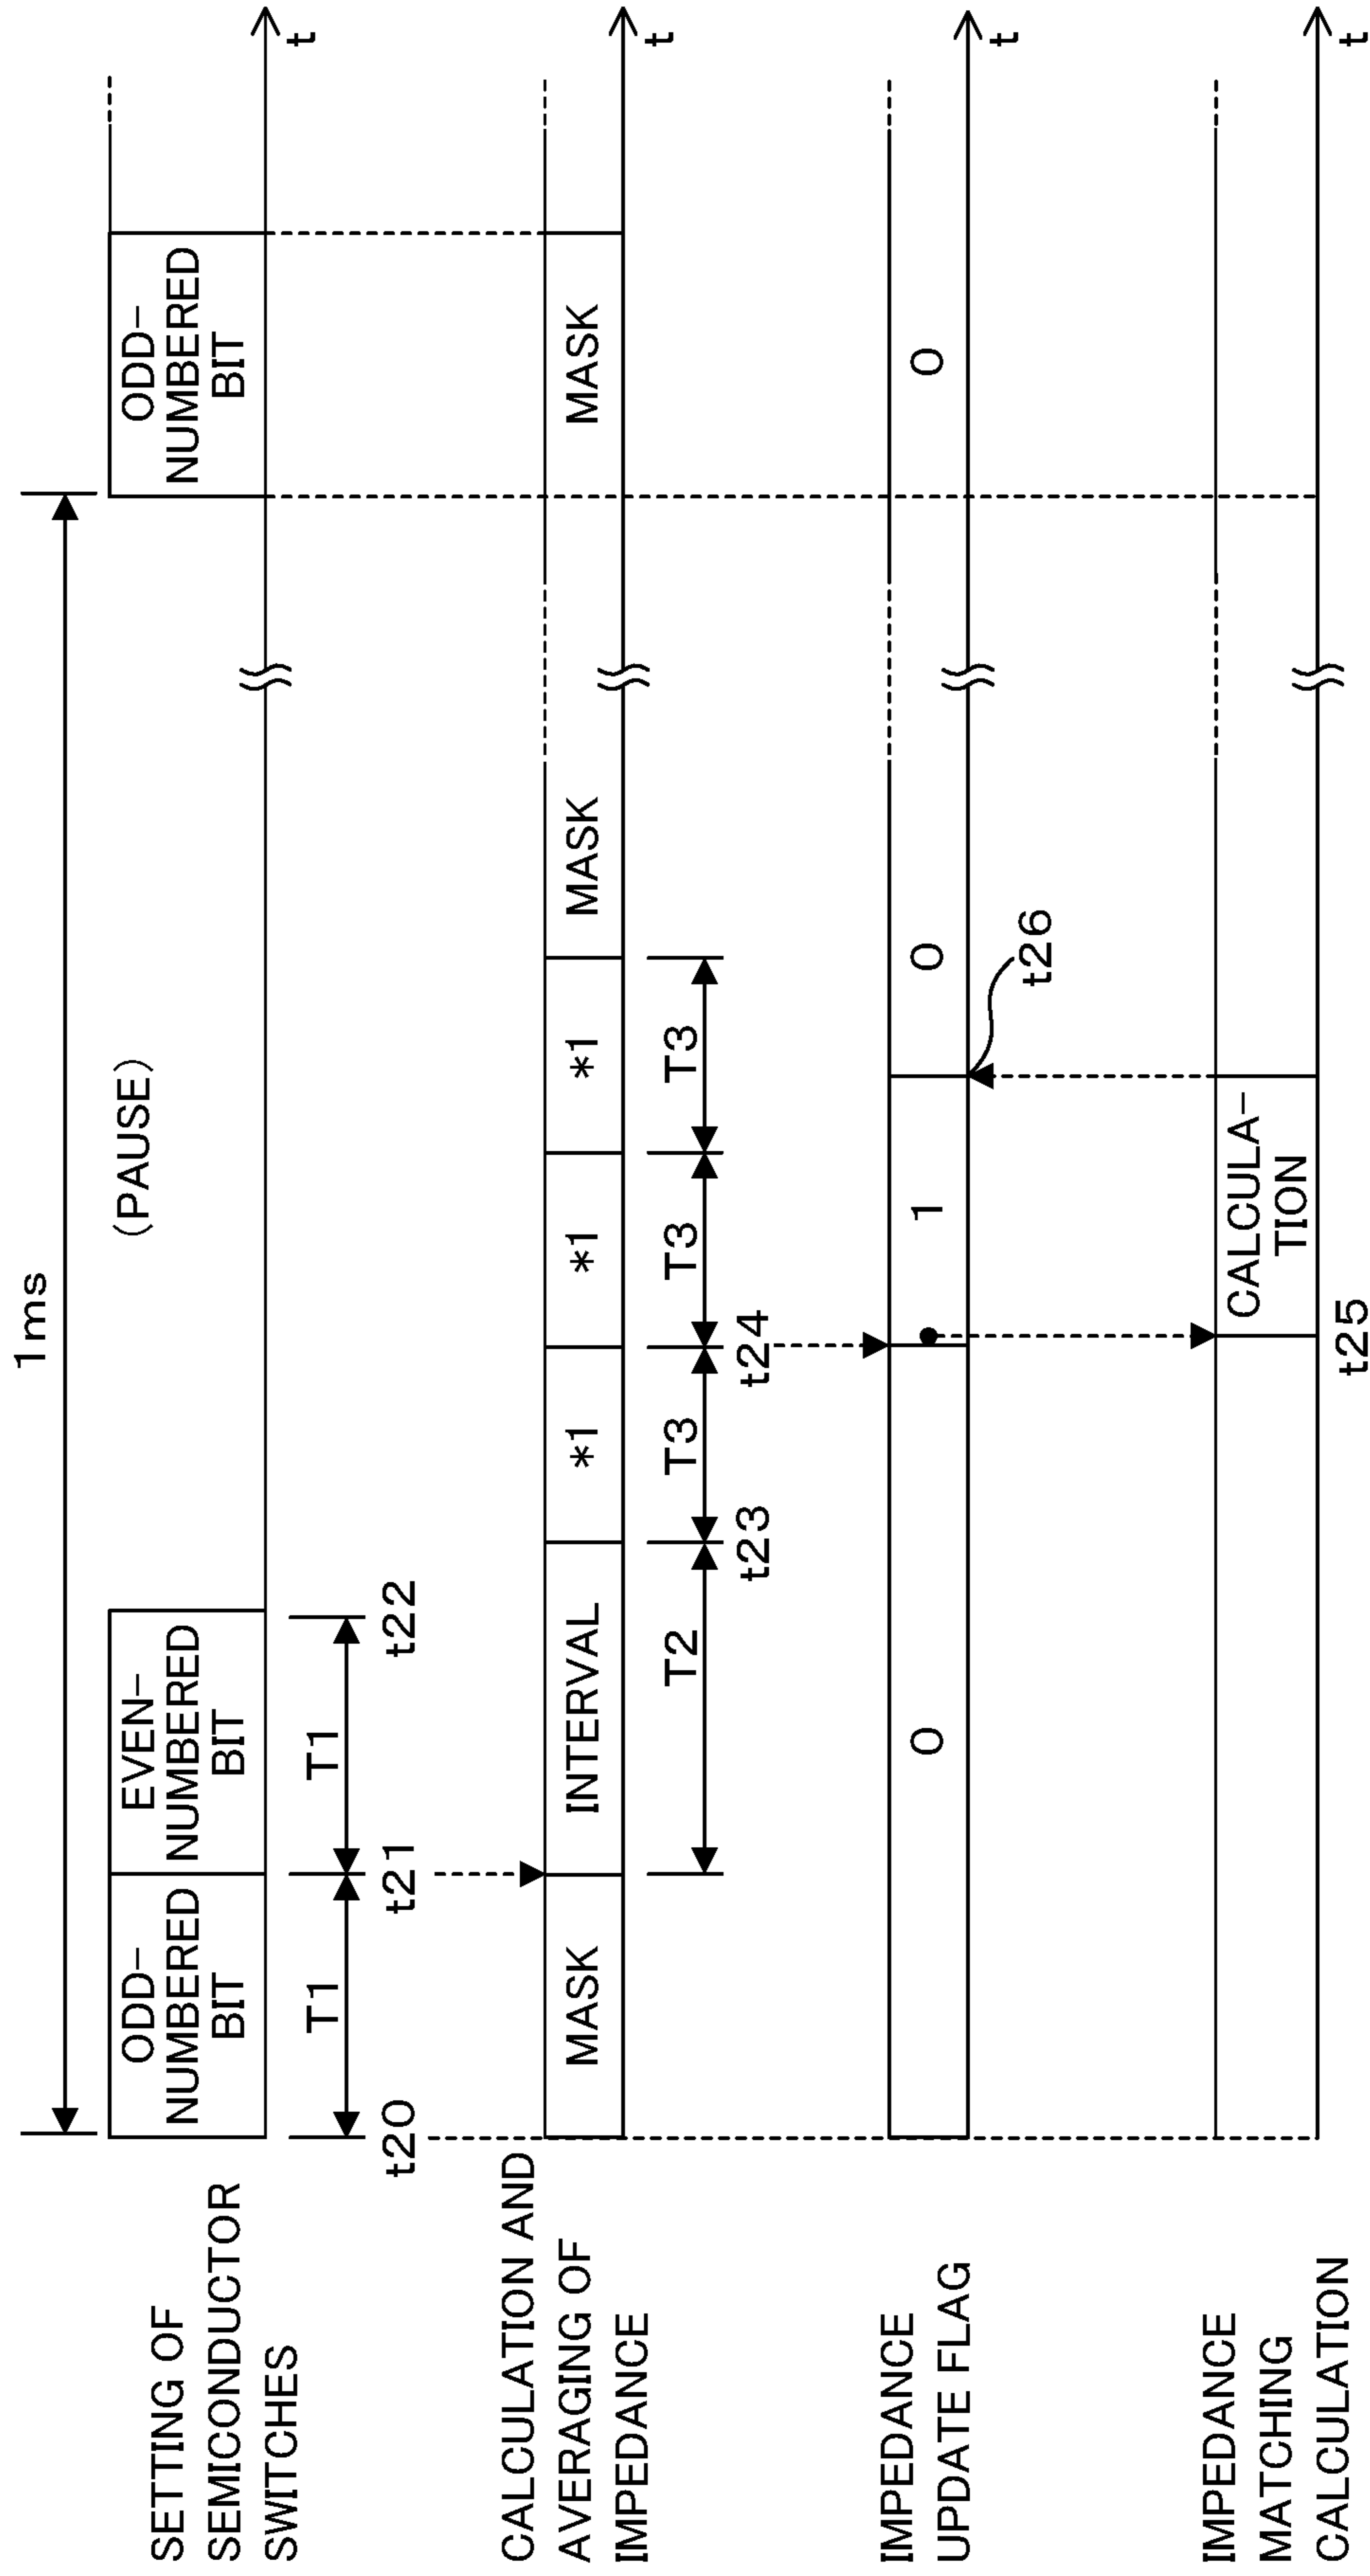 1ms
SETTING OF
SEMICONDUCTOR
SWITCHES
ODD-
NUMBERED
BIT
EVEN-
NUMBERED
BIT
(PAUSE)
ODD-
NUMBERED
BIT
t
T1
T1
t20
t21
t22
CALCULATION AND
AVERAGING OF
IMPEDANCE
MASK
INTERVAL
*1
*1
*1
MASK
MASK
t
T2
T3
T3
T3
t23
t24
IMPEDANCE
UPDATE FLAG
0
1
0
0
t
t26
IMPEDANCE
MATCHING
CALCULATION
CALCULA-
TION
t
t25